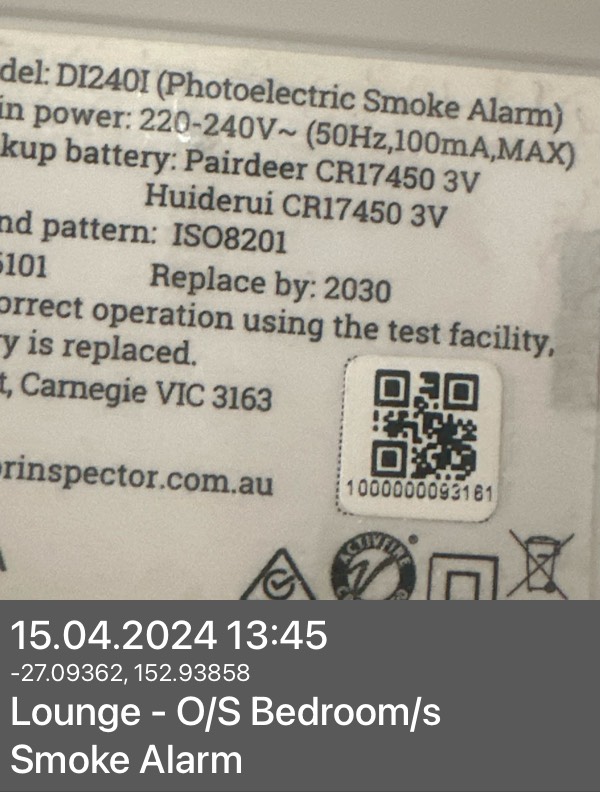 del: DI240I (Photoelectric Smoke Alarm)
in power: 220-240V~ (50Hz,100mA,MAX)
kup battery: Pairdeer CR17450 3V
Huiderui CR17450 3V
nd pattern: ISO8201
5101 Replace by: 2030
orrect operation using the test facility,
y is replaced.
t, Carnegie VIC 3163
rinspector.com.au
1000000093161
ACTIVFIRE
15.04.2024 13:45
-27.09362, 152.93858
Lounge - O/S Bedroom/s
Smoke Alarm